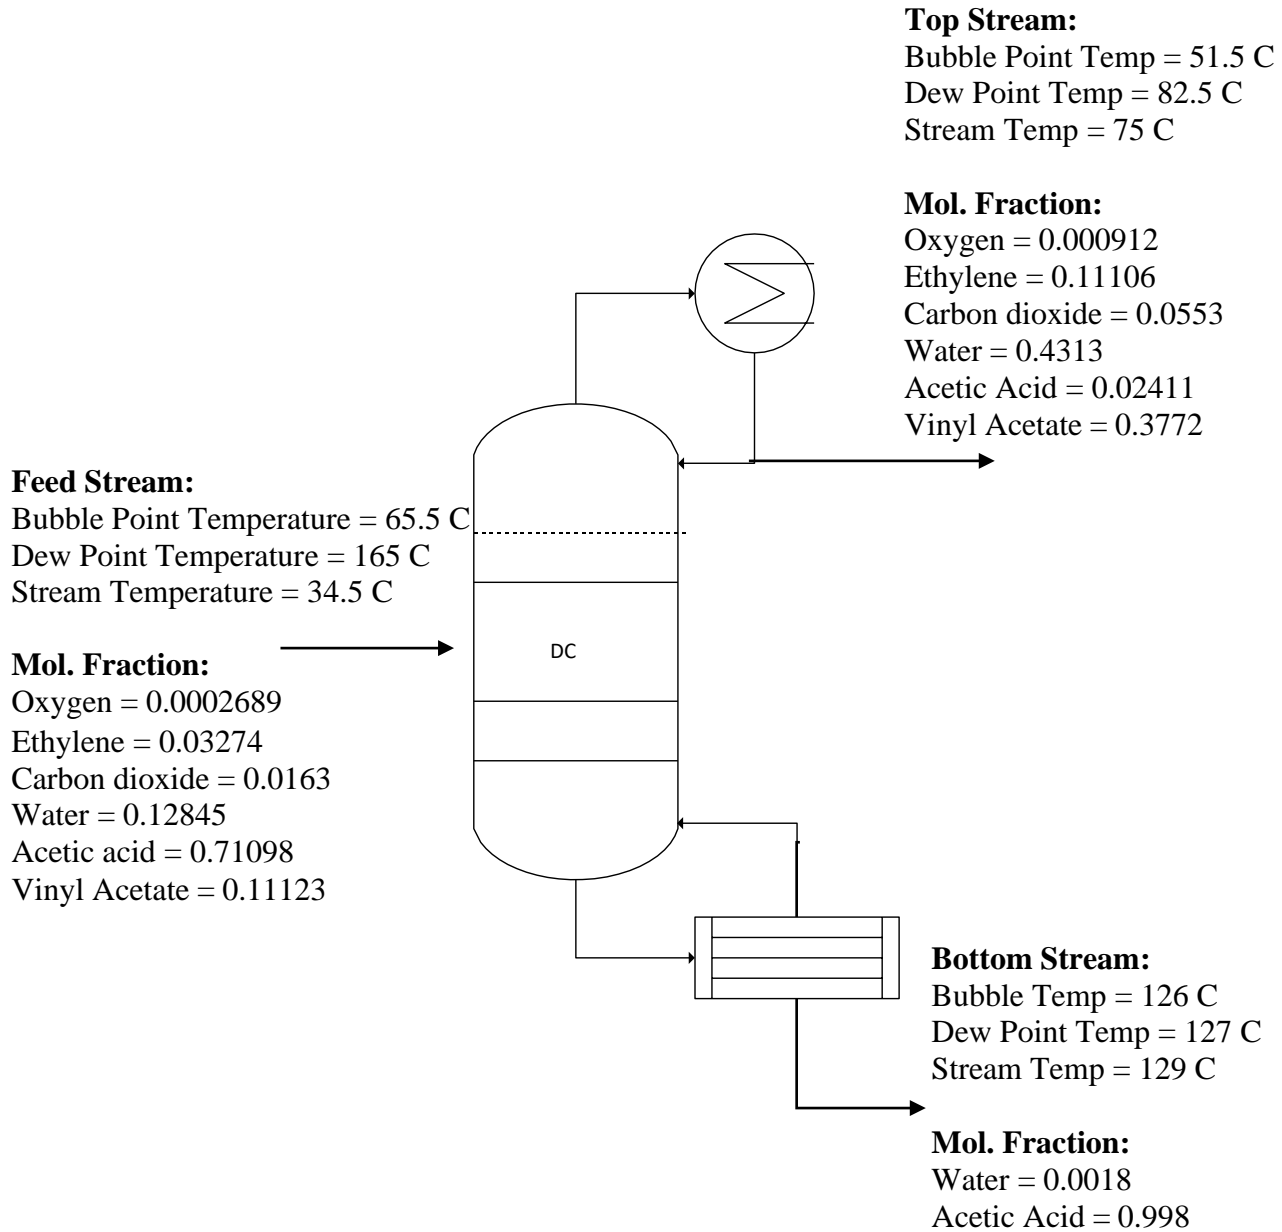 Top Stream:
Bubble Point Temp = 51.5 C
Dew Point Temp = 82.5 C
Stream Temp = 75 C
Mol. Fraction:
Oxygen = 0.000912
Ethylene = 0.11106
Carbon dioxide = 0.0553
Water = 0.4313
Acetic Acid = 0.02411
Vinyl Acetate = 0.3772
Feed Stream:
Bubble Point Temperature = 65.5 C
Dew Point Temperature = 165 C
Stream Temperature = 34.5 C
Mol. Fraction:
Oxygen = 0.0002689
Ethylene = 0.03274
Carbon dioxide = 0.0163
Water = 0.12845
Acetic acid = 0.71098
Vinyl Acetate = 0.11123
DC
Bottom Stream:
Bubble Temp = 126 C
Dew Point Temp = 127 C
Stream Temp = 129 C
Mol. Fraction:
Water = 0.0018
Acetic Acid = 0.998